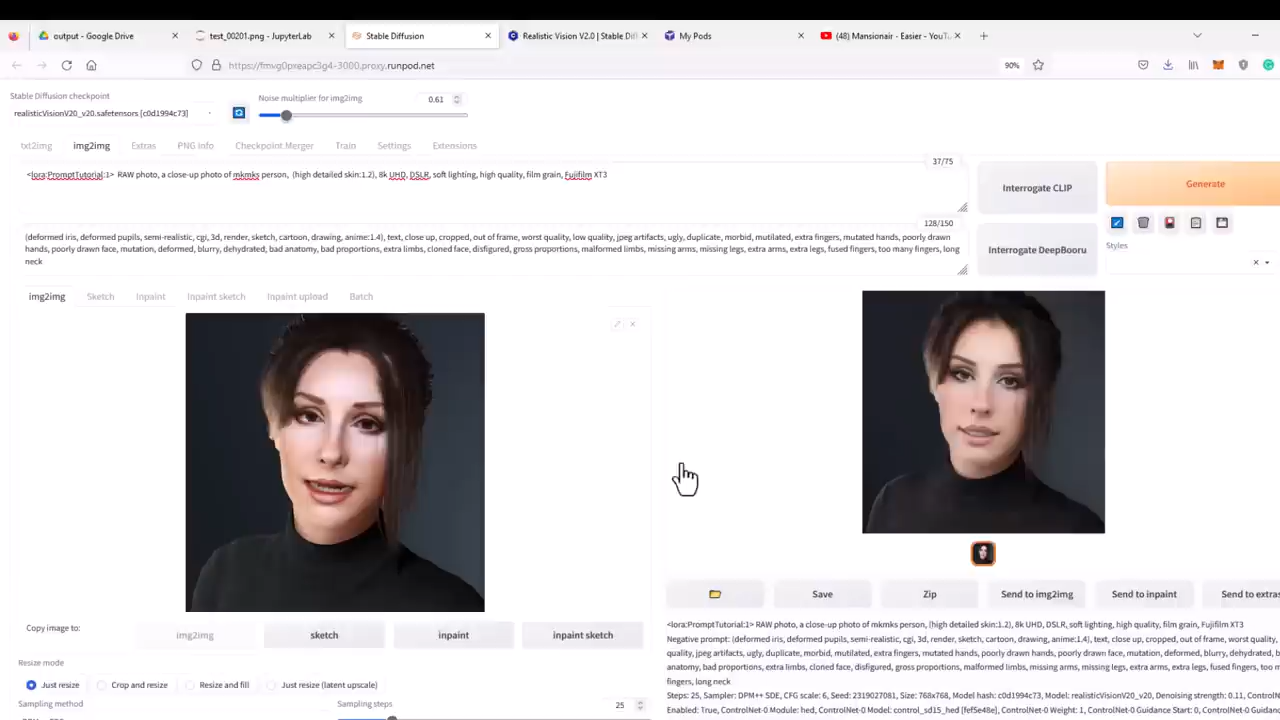 output - Google Drive
test_00201.png - JupyterLab
Stable Diffusion
Realistic Vision V2.0 | Stable Dif
My Pods
(48) Mansionair - Easier - YouTu
https://fmvg0pxeapc3g4-3000.proxy.runpod.net
90%
Stable Diffusion checkpoint
realisticVisionV20_v20.safetensors [c0d1994c73]
Noise multiplier for img2img
0.61
txt2img
img2img
Extras
PNG Info
Checkpoint Merger
Train
Settings
Extensions
37/75
<lora:PromptTutorial:1> RAW photo, a close-up photo of mkmks person, (high detailed skin:1.2), 8k UHD, DSLR, soft lighting, high quality, film grain, Fujifilm XT3
Interrogate CLIP
Generate
128/150
(deformed iris, deformed pupils, semi-realistic, cgi, 3d, render, sketch, cartoon, drawing, anime:1.4), text, close up, cropped, out of frame, worst quality, low quality, jpeg artifacts, ugly, duplicate, morbid, mutilated, extra fingers, mutated hands, poorly drawn
hands, poorly drawn face, mutation, deformed, blurry, dehydrated, bad anatomy, bad proportions, extra limbs, cloned face, disfigured, gross proportions, malformed limbs, missing arms, missing legs, extra arms, extra legs, fused fingers, too many fingers, long
neck
Interrogate DeepBooru
Styles
img2img
Sketch
Inpaint
Inpaint sketch
Inpaint upload
Batch
Copy image to:
img2img
sketch
inpaint
inpaint sketch
Save
Zip
Send to img2img
Send to inpaint
Send to extras
Resize mode
Just resize
Crop and resize
Resize and fill
Just resize (latent upscale)
Sampling method
Sampling steps
25
<lora:PromptTutorial:1> RAW photo, a close-up photo of mkmks person, (high detailed skin:1.2), 8k UHD, DSLR, soft lighting, high quality, film grain, Fujifilm XT3
Negative prompt: (deformed iris, deformed pupils, semi-realistic, cgi, 3d, render, sketch, cartoon, drawing, anime:1.4), text, close up, cropped, out of frame, worst quality,
quality, jpeg artifacts, ugly, duplicate, morbid, mutilated, extra fingers, mutated hands, poorly drawn hands, poorly drawn face, mutation, deformed, blurry, dehydrated, b
anatomy, bad proportions, extra limbs, cloned face, disfigured, gross proportions, malformed limbs, missing arms, missing legs, extra arms, extra legs, fused fingers, too
fingers, long neck
Steps: 25, Sampler: DPM++ SDE, CFG scale: 6, Seed: 2319027081, Size: 768x768, Model hash: c0d1994c73, Model: realisticVisionV20_v20, Denoising strength: 0.11, C
Enabled: True, ControlNet-0 Module: hed, ControlNet-0 Model: control_sd15_hed [fef5e48e], ControlNet-0 Weight: 1, ControlNet-0 Guidance Start: 0, ControlNet-0 G